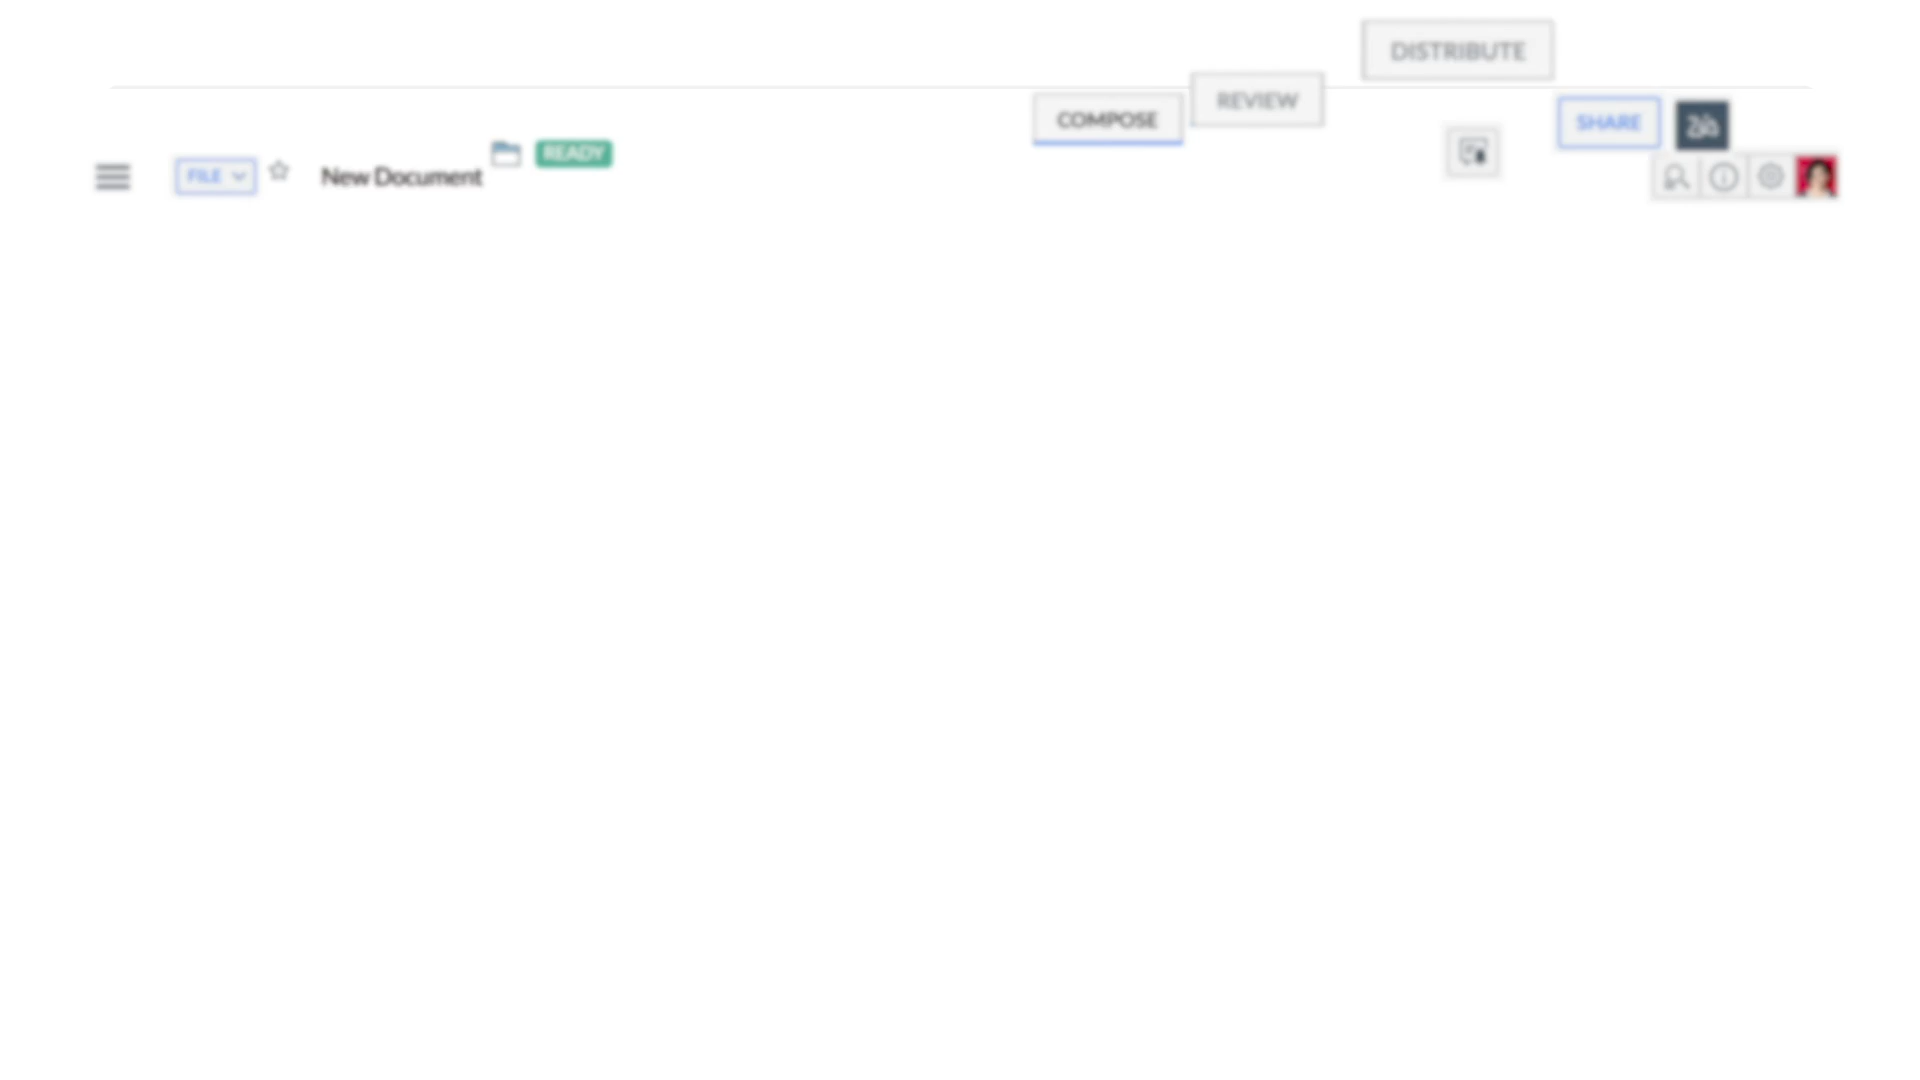 DISTRIBUTE
REVIEW
COMPOSE
SHARE
READY
FILE
New Document